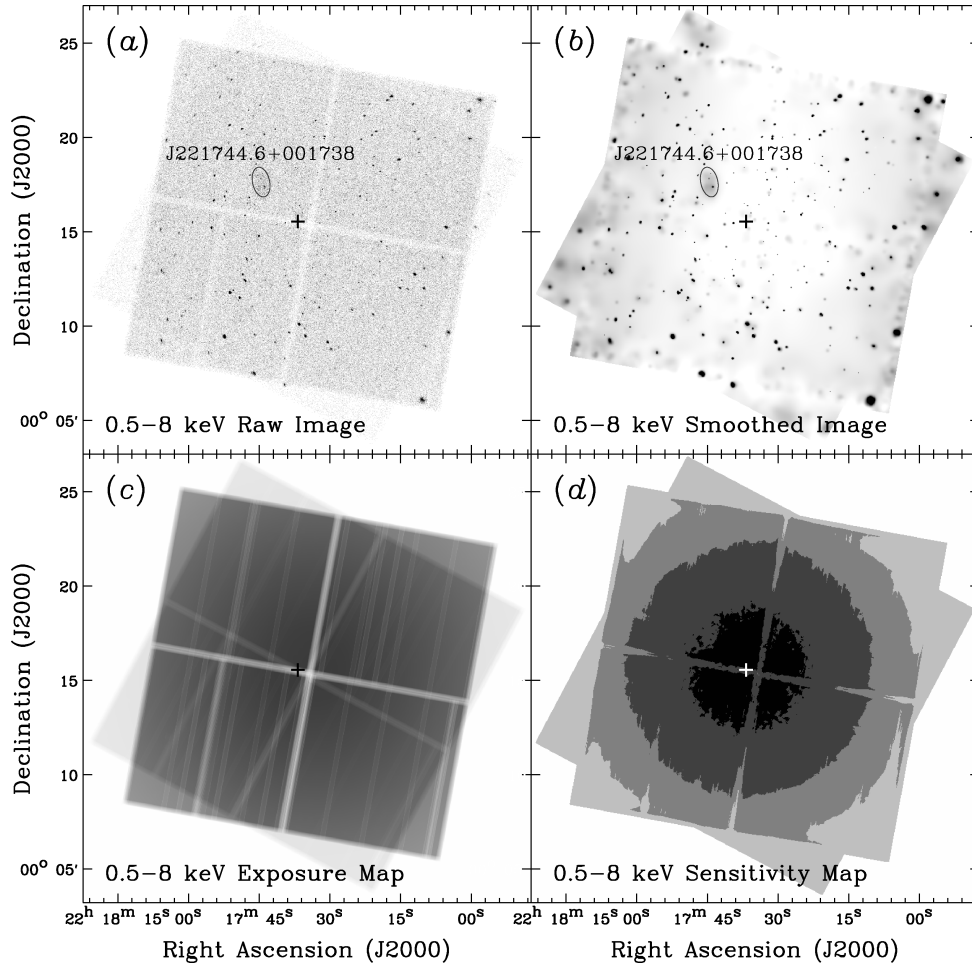 (a)
25
20
15
10
00° 05′
Declination (J2000)
J221744.6+001738
0.5−8 keV Raw Image
(b)
J221744.6+001738
0.5−8 keV Smoothed Image
(c)
25
20
15
10
00° 05′
Declination (J2000)
0.5−8 keV Exposure Map
(d)
0.5−8 keV Sensitivity Map
22ʰ 18ᵐ 15ˢ 00ˢ 17ᵐ 45ˢ 30ˢ 15ˢ 00ˢ
22ʰ 18ᵐ 15ˢ 00ˢ 17ᵐ 45ˢ 30ˢ 15ˢ 00ˢ
Right Ascension (J2000)
Right Ascension (J2000)